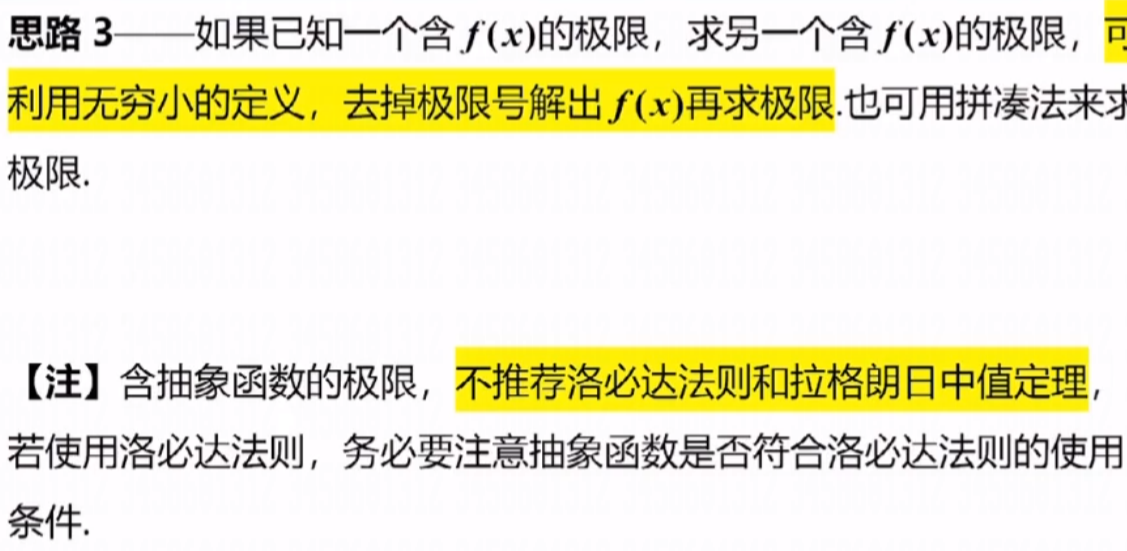 思路 3——如果已知一个含 f(x)的极限，求另一个含 f(x)的极限，可
利用无穷小的定义，去掉极限号解出 f(x)再求极限.也可用拼凑法来求
极限.
【注】含抽象函数的极限，不推荐洛必达法则和拉格朗日中值定理，
若使用洛必达法则，务必要注意抽象函数是否符合洛必达法则的使用
条件.